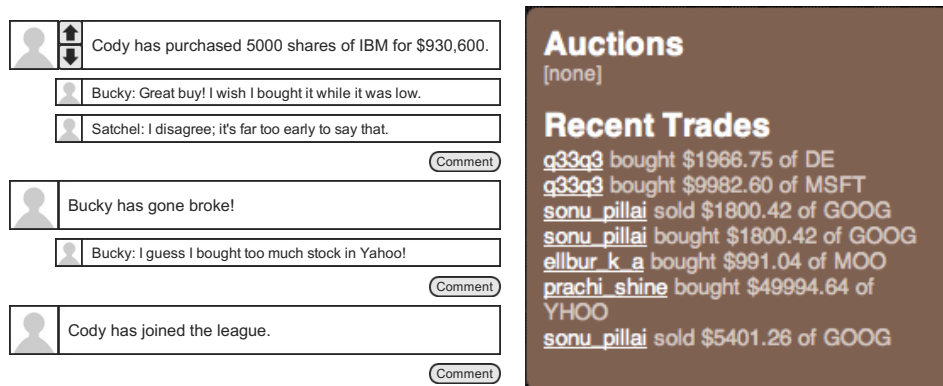 Cody has purchased 5000 shares of IBM for $930,600.
Bucky: Great buy! I wish I bought it while it was low.
Satchel: I disagree; it's far too early to say that.
Comment
Bucky has gone broke!
Bucky: I guess I bought too much stock in Yahoo!
Comment
Cody has joined the league.
Comment
Auctions
[none]
Recent Trades
q33q3 bought $1966.75 of DE
q33q3 bought $9982.60 of MSFT
sonu_pillai sold $1800.42 of GOOG
sonu_pillai bought $1800.42 of GOOG
ellbur_k_a bought $991.04 of MOO
prachi_shine bought $49994.64 of
YHOO
sonu_pillai sold $5401.26 of GOOG